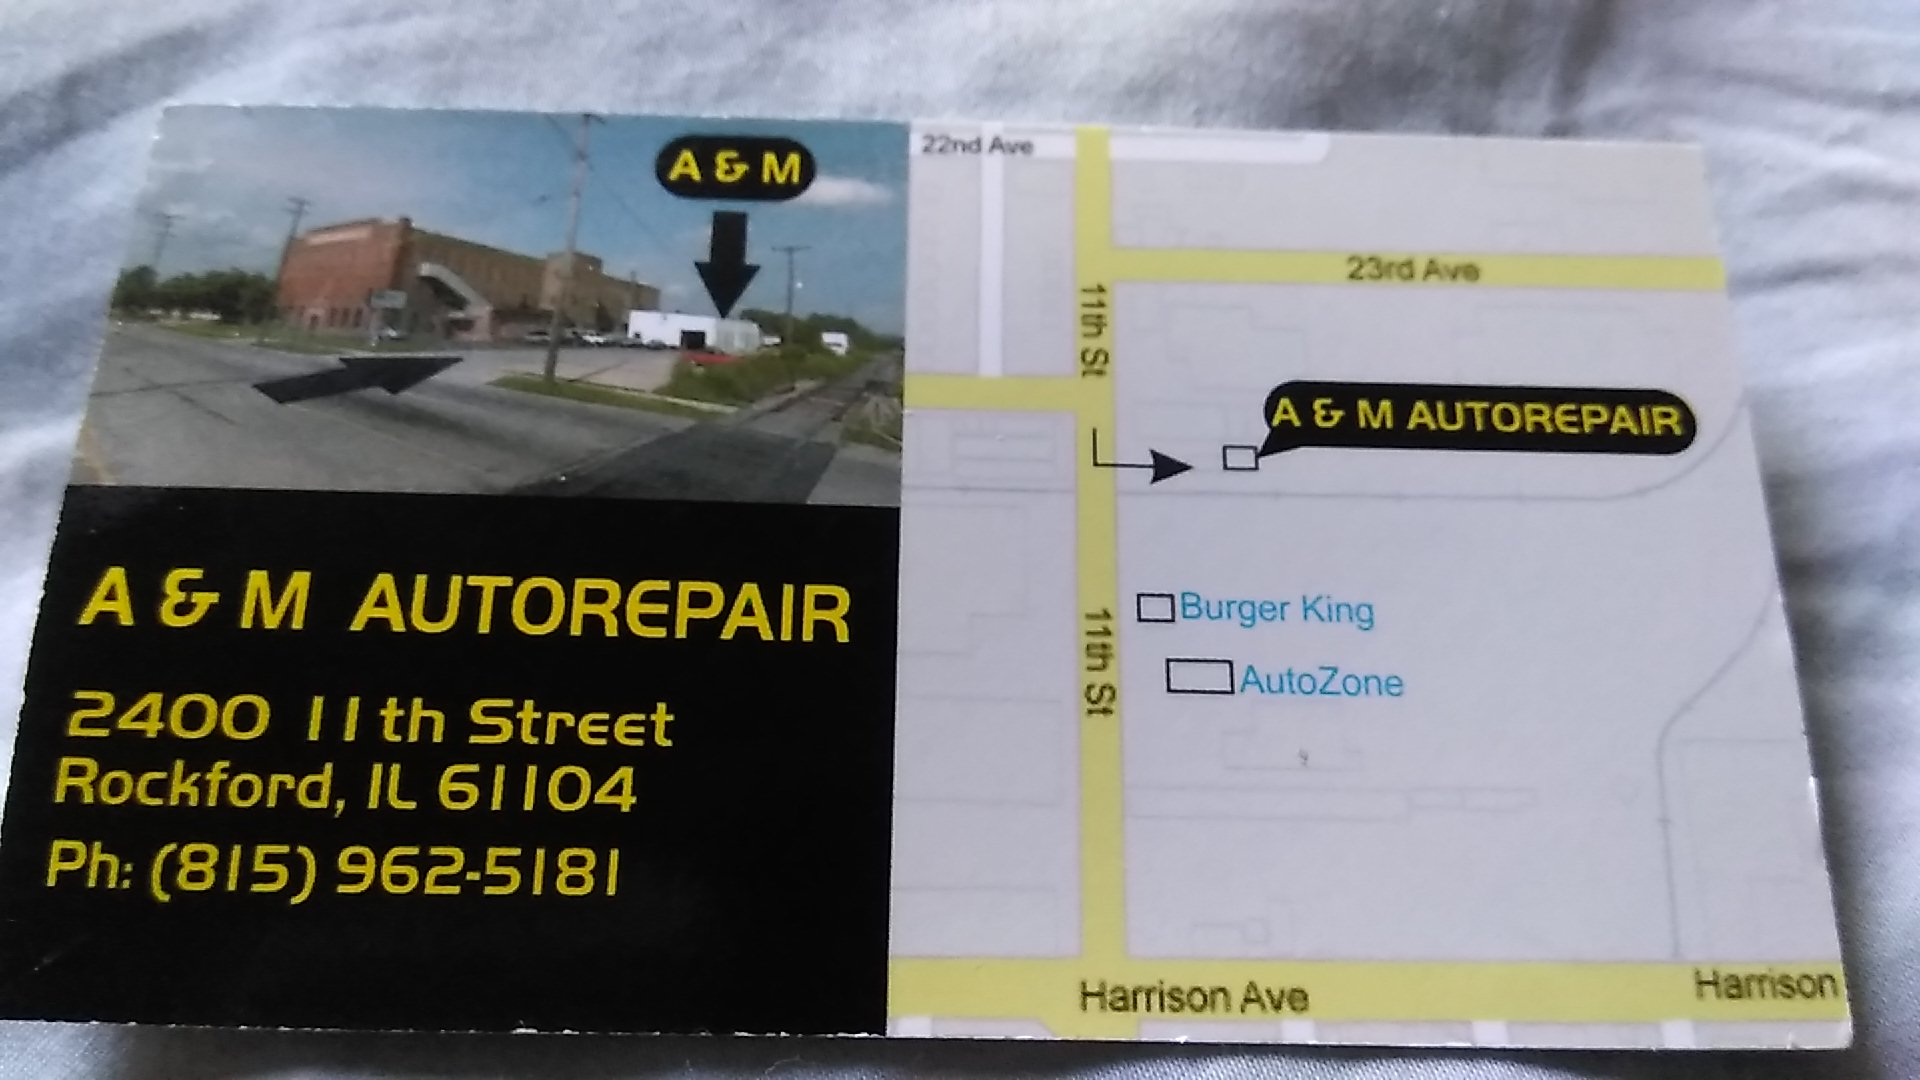 A & M
A & M AUTOREPAIR
2400 11th Street
Rockford, IL 61104
Ph: (815) 962-5181
22nd Ave
23rd Ave
11th St
A & M AUTOREPAIR
Burger King
AutoZone
11th St
Harrison Ave
Harrison